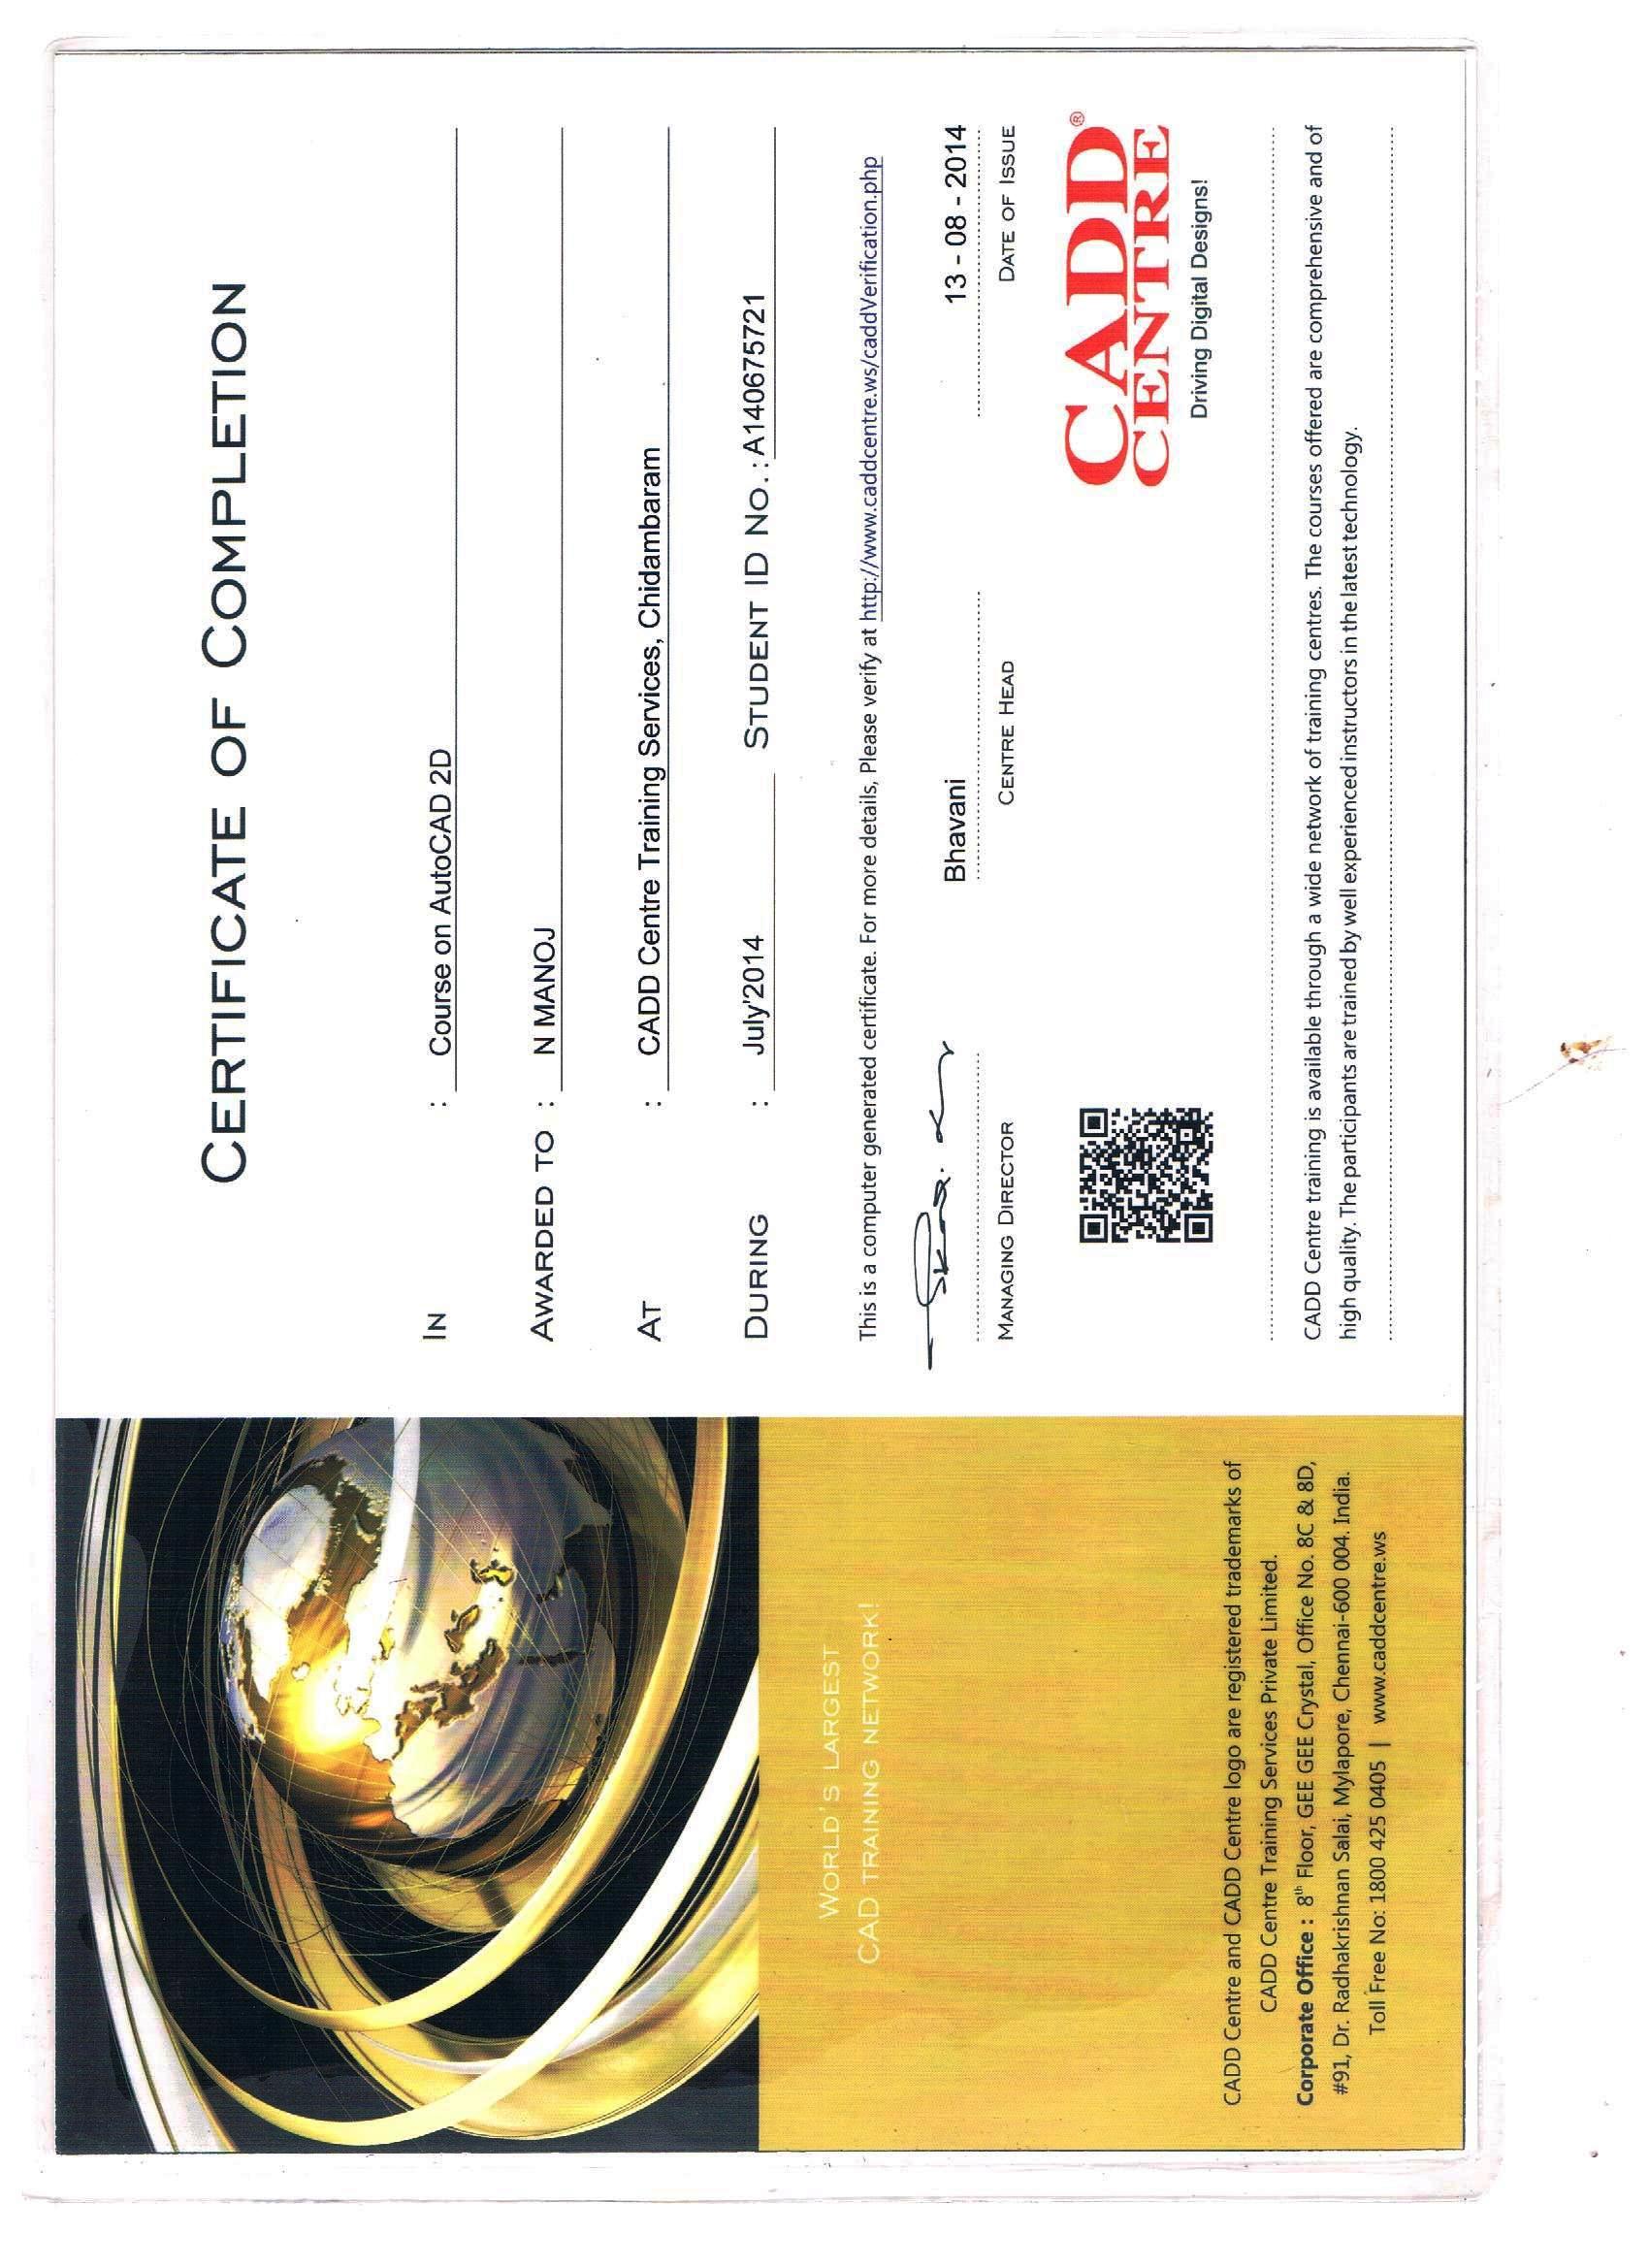 CERTIFICATE OF COMPLETION
IN : Course on AutoCAD 2D
AWARDED TO : N MANOJ
AT : CADD Centre Training Services, Chidambaram
DURING : July'2014 STUDENT ID NO. : A140675721
This is a computer generated certificate. For more details, Please verify at http://www.caddcentre.ws/caddVerification.php
Bhavani 13 - 08 - 2014
MANAGING DIRECTOR CENTRE HEAD DATE OF ISSUE
CADD
CENTRE®
Driving Digital Designs!
CADD Centre training is available through a wide network of training centres. The courses offered are comprehensive and of
high quality. The participants are trained by well experienced instructors in the latest technology.
WORLD'S LARGEST
CAD TRAINING NETWORK!
CADD Centre and CADD Centre logo are registered trademarks of
CADD Centre Training Services Private Limited.
Corporate Office : 8th Floor, GEE GEE Crystal, Office No. 8C & 8D,
#91, Dr. Radhakrishnan Salai, Mylapore, Chennai-600 004. India.
Toll Free No: 1800 425 0405 | www.caddcentre.ws